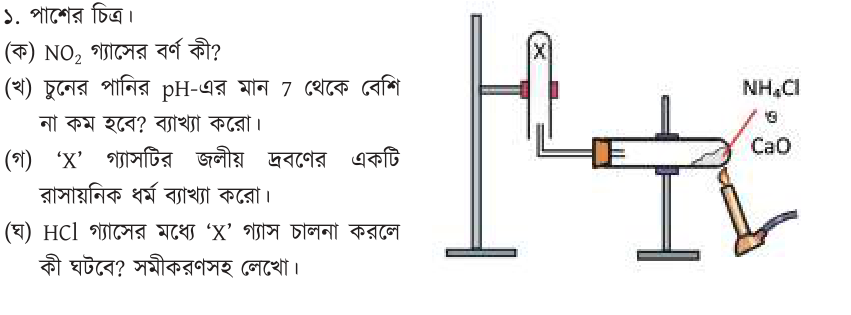 ১. পাশের চিত্র।
(ক) NO₂ গ্যাসের বর্ণ কী?
(খ) চুনের পানির pH-এর মান 7 থেকে বেশি
না কম হবে? ব্যাখ্যা করো।
(গ) ‘X’ গ্যাসটির জলীয় দ্রবণের একটি
রাসায়নিক ধর্ম ব্যাখ্যা করো।
(ঘ) HCl গ্যাসের মধ্যে ‘X’ গ্যাস চালনা করলে
কী ঘটবে? সমীকরণসহ লেখো।
X
NH₄Cl
ও
CaO